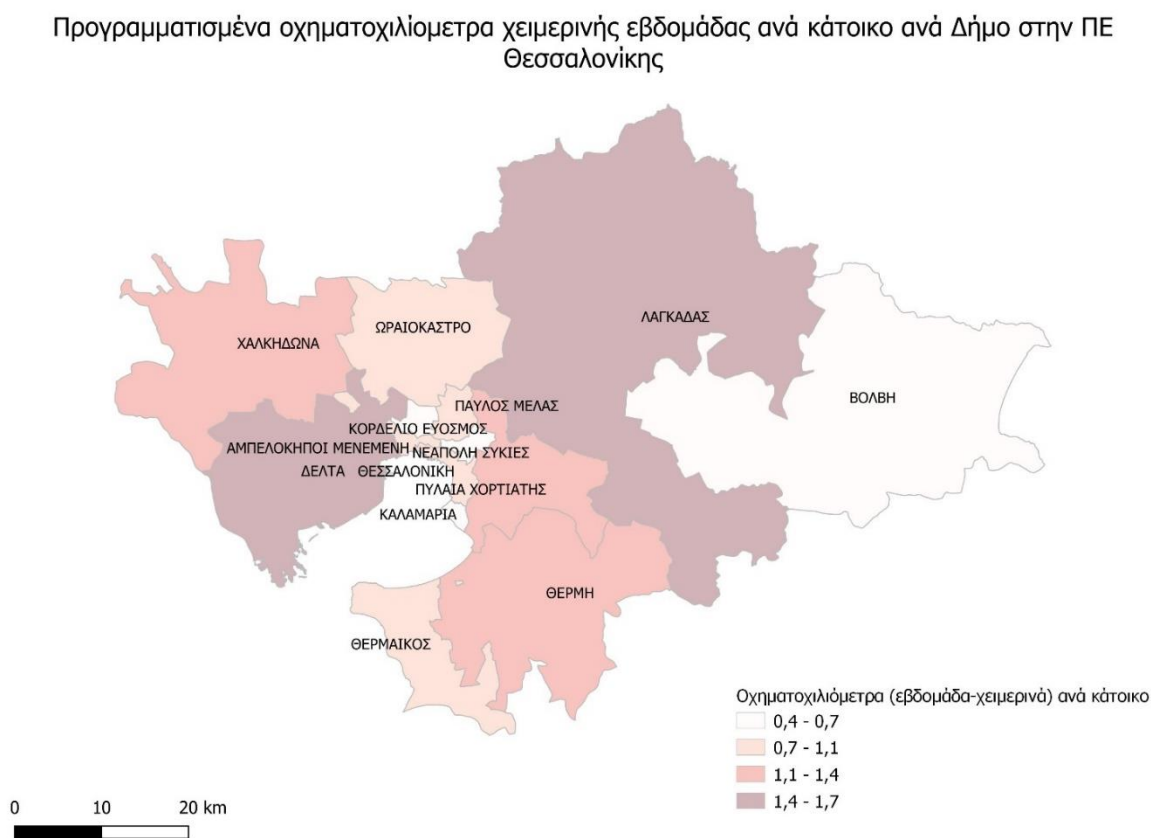 Προγραμματισμένα οχηματοχιλίομετρα χειμερινής εβδομάδας ανά κάτοικο ανά Δήμο στην ΠΕ
Θεσσαλονίκης
ΛΑΓΚΑΔΑΣ
ΩΡΑΙΟΚΑΣΤΡΟ
ΧΑΛΚΗΔΩΝΑ
ΒΟΛΒΗ
ΠΑΥΛΟΣ ΜΕΛΑΣ
ΚΟΡΔΕΛΙΟ ΕΥΟΣΜΟΣ
ΑΜΠΕΛΟΚΗΠΟΙ ΜΕΝΕΜΕΝΗ
ΝΕΑΠΟΛΗ ΣΥΚΙΕΣ
ΔΕΛΤΑ
ΘΕΣΣΑΛΟΝΙΚΗ
ΠΥΛΑΙΑ ΧΟΡΤΙΑΤΗΣ
ΚΑΛΑΜΑΡΙΑ
ΘΕΡΜΗ
ΘΕΡΜΑΙΚΟΣ
Οχηματοχιλιόμετρα (εβδομάδα-χειμερινά) ανά κάτοικο
0,4 - 0,7
0,7 - 1,1
1,1 - 1,4
1,4 - 1,7
0 10 20 km